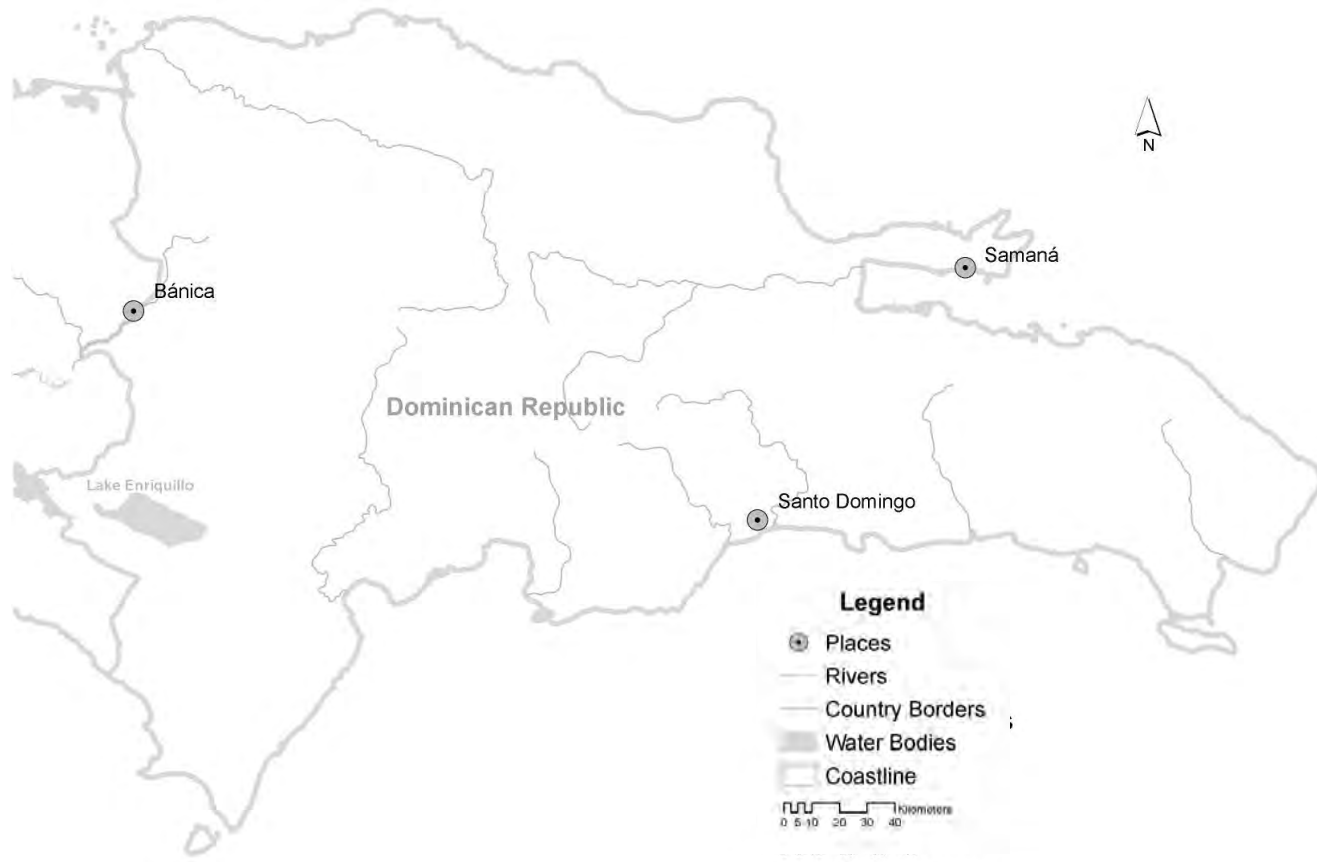 N
Samaná
Bánica
Dominican Republic
Lake Enriquillo
Santo Domingo
Legend
Places
Rivers
Country Borders
Water Bodies
Coastline
Kilometers
0 5 10 20 30 40